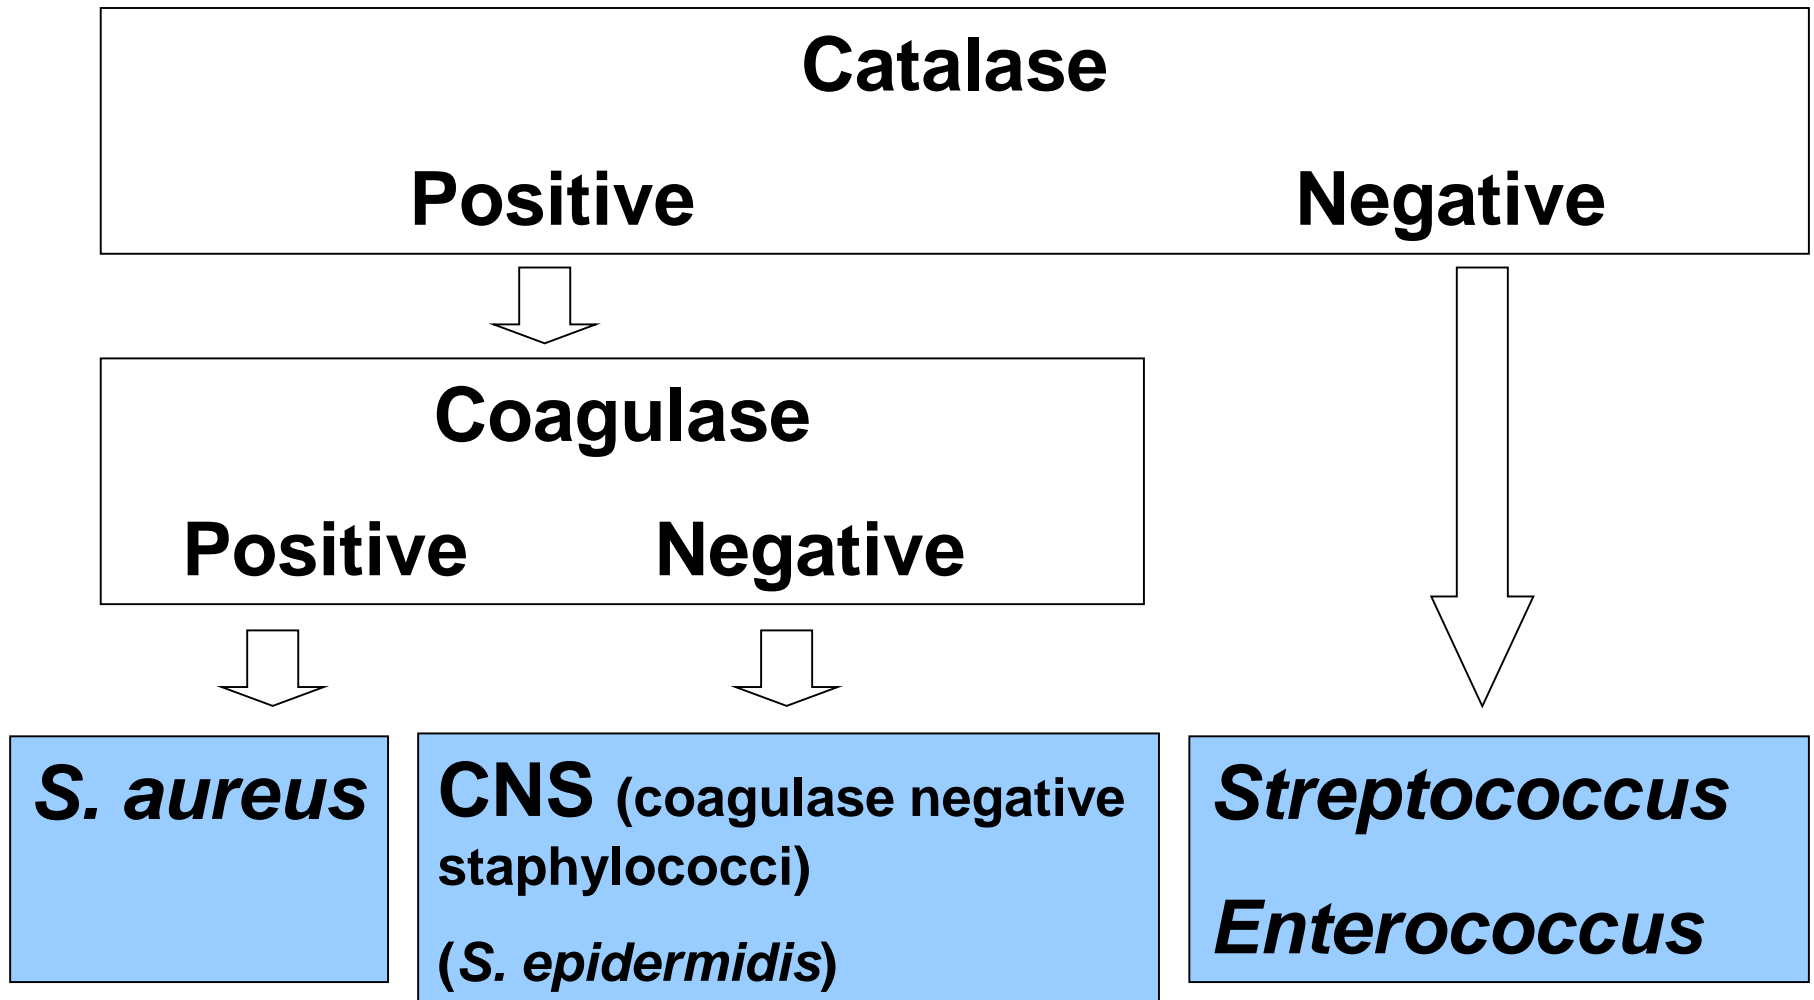 Catalase
Positive Negative
Coagulase
Positive Negative
S. aureus
CNS (coagulase negative
staphylococci)
(S. epidermidis)
Streptococcus
Enterococcus